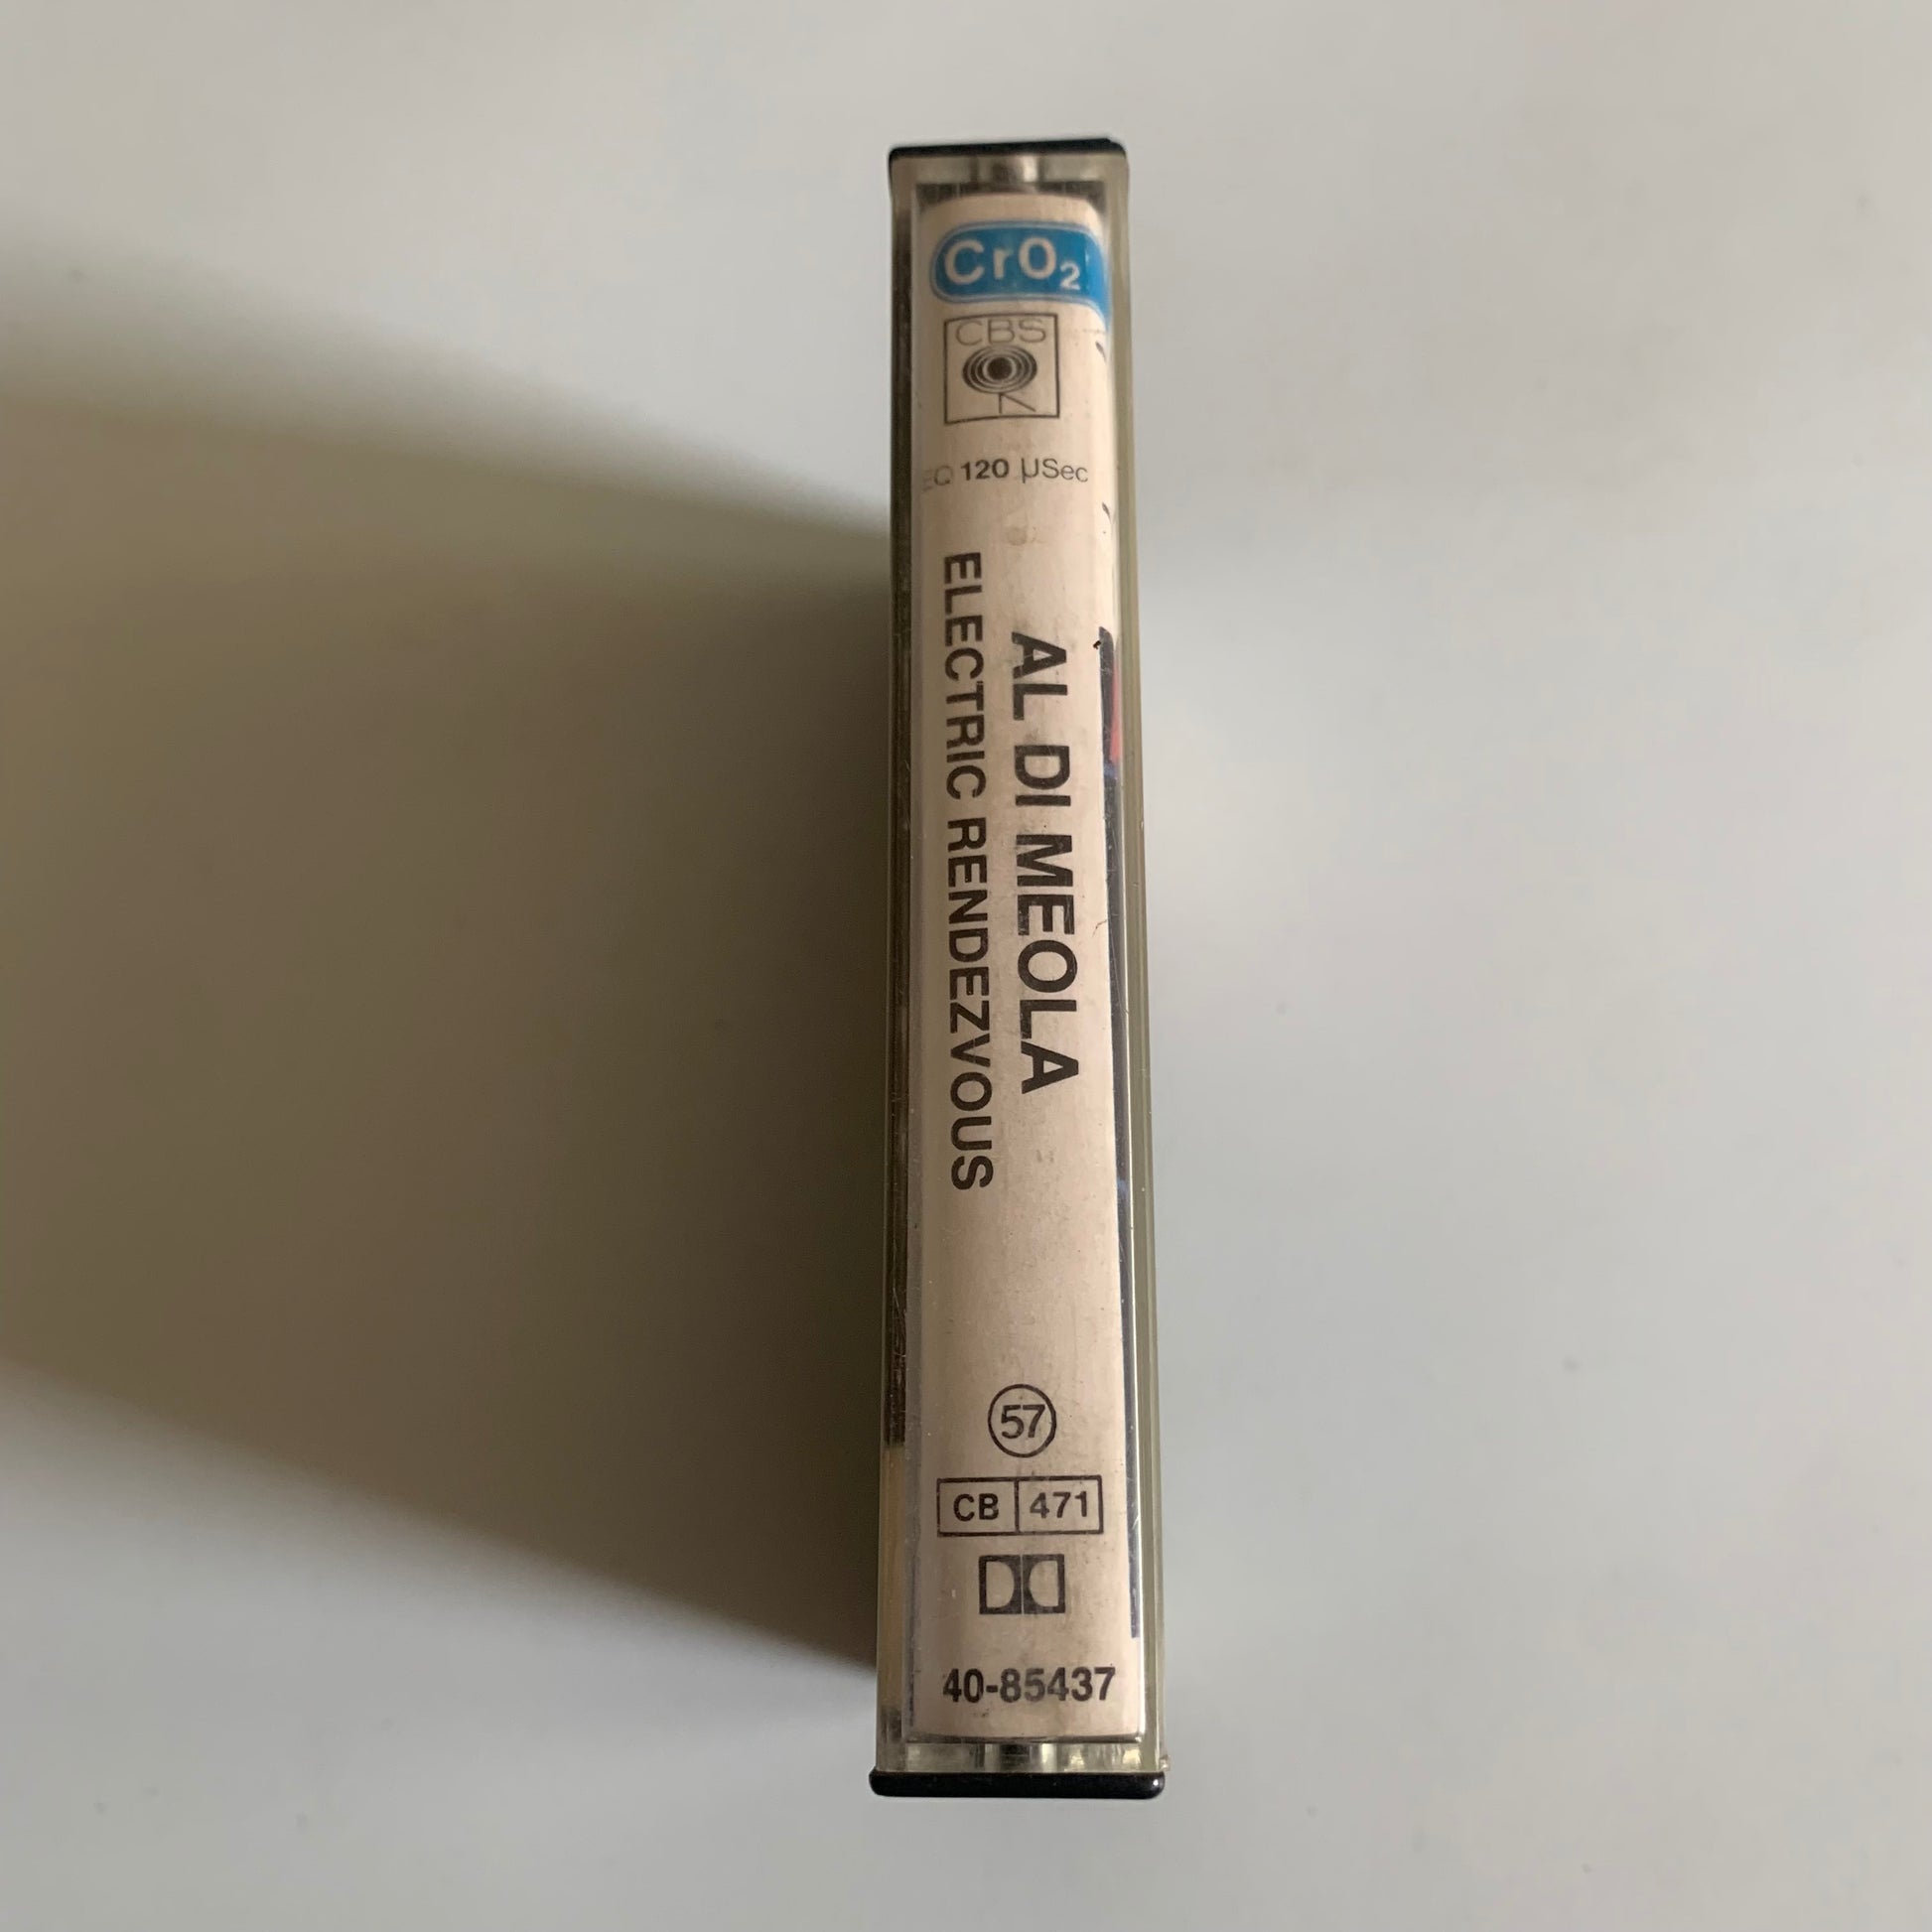 CrO₂
CBS
EQ 120 µSec
AL DI MEOLA
ELECTRIC RENDEZVOUS
57
CB 471
40-85437